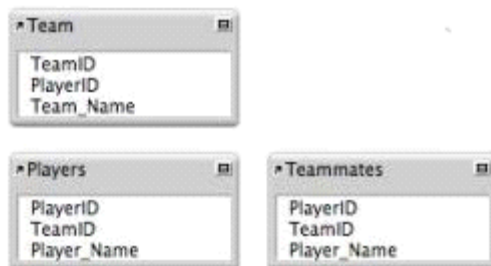 Team
TeamID
PlayerID
Team_Name
Players
PlayerID
TeamID
Player_Name
Teammates
PlayerID
TeamID
Player_Name